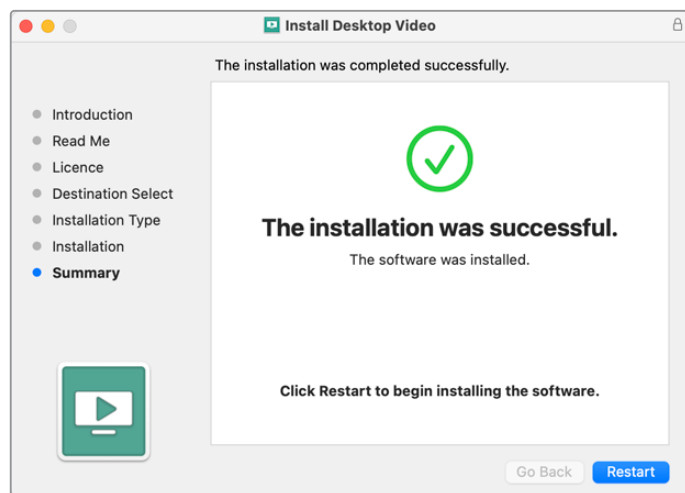 Install Desktop Video
The installation was completed successfully.
Introduction
Read Me
Licence
Destination Select
Installation Type
Installation
Summary
The installation was successful.
The software was installed.
Click Restart to begin installing the software.
Go Back
Restart